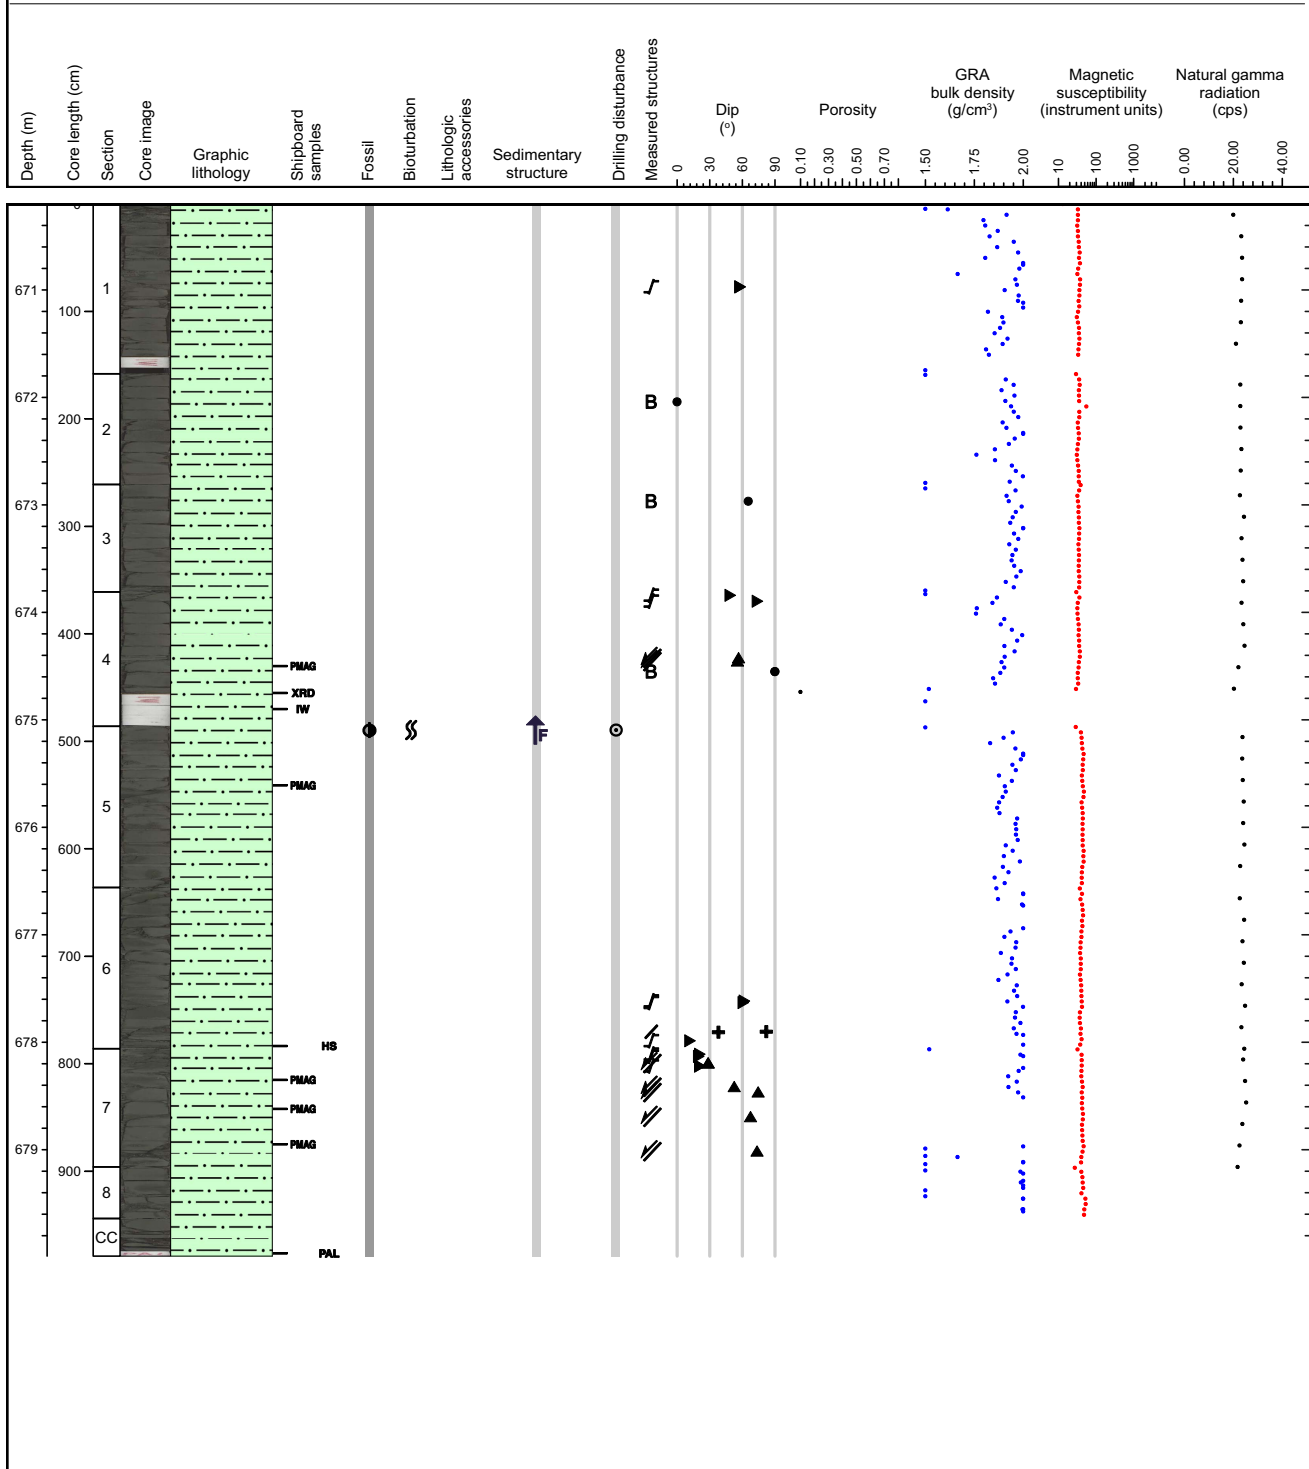 Depth (m)
Core length (cm)
Section
Core image
Graphic
lithology
Shipboard
samples
Fossil
Bioturbation
Lithologic
accessories
Sedimentary
structure
Drilling disturbance
Measured structures
Dip
(°)
0 30 60 90
Porosity
0.10 0.30 0.50 0.70
GRA
bulk density
(g/cm³)
1.50 1.75 2.00
Magnetic
susceptibility
(instrument units)
10 100 1000
Natural gamma
radiation
(cps)
0.00 20.00 40.00
0
1
671
100
672
B
200
2
673
B
300
3
674
400
4
PMAG
B
XRD
IW
675
F
500
PMAG
5
676
600
677
700
6
678
HS
800
PMAG
7
PMAG
679
PMAG
900
8
CC
PAL